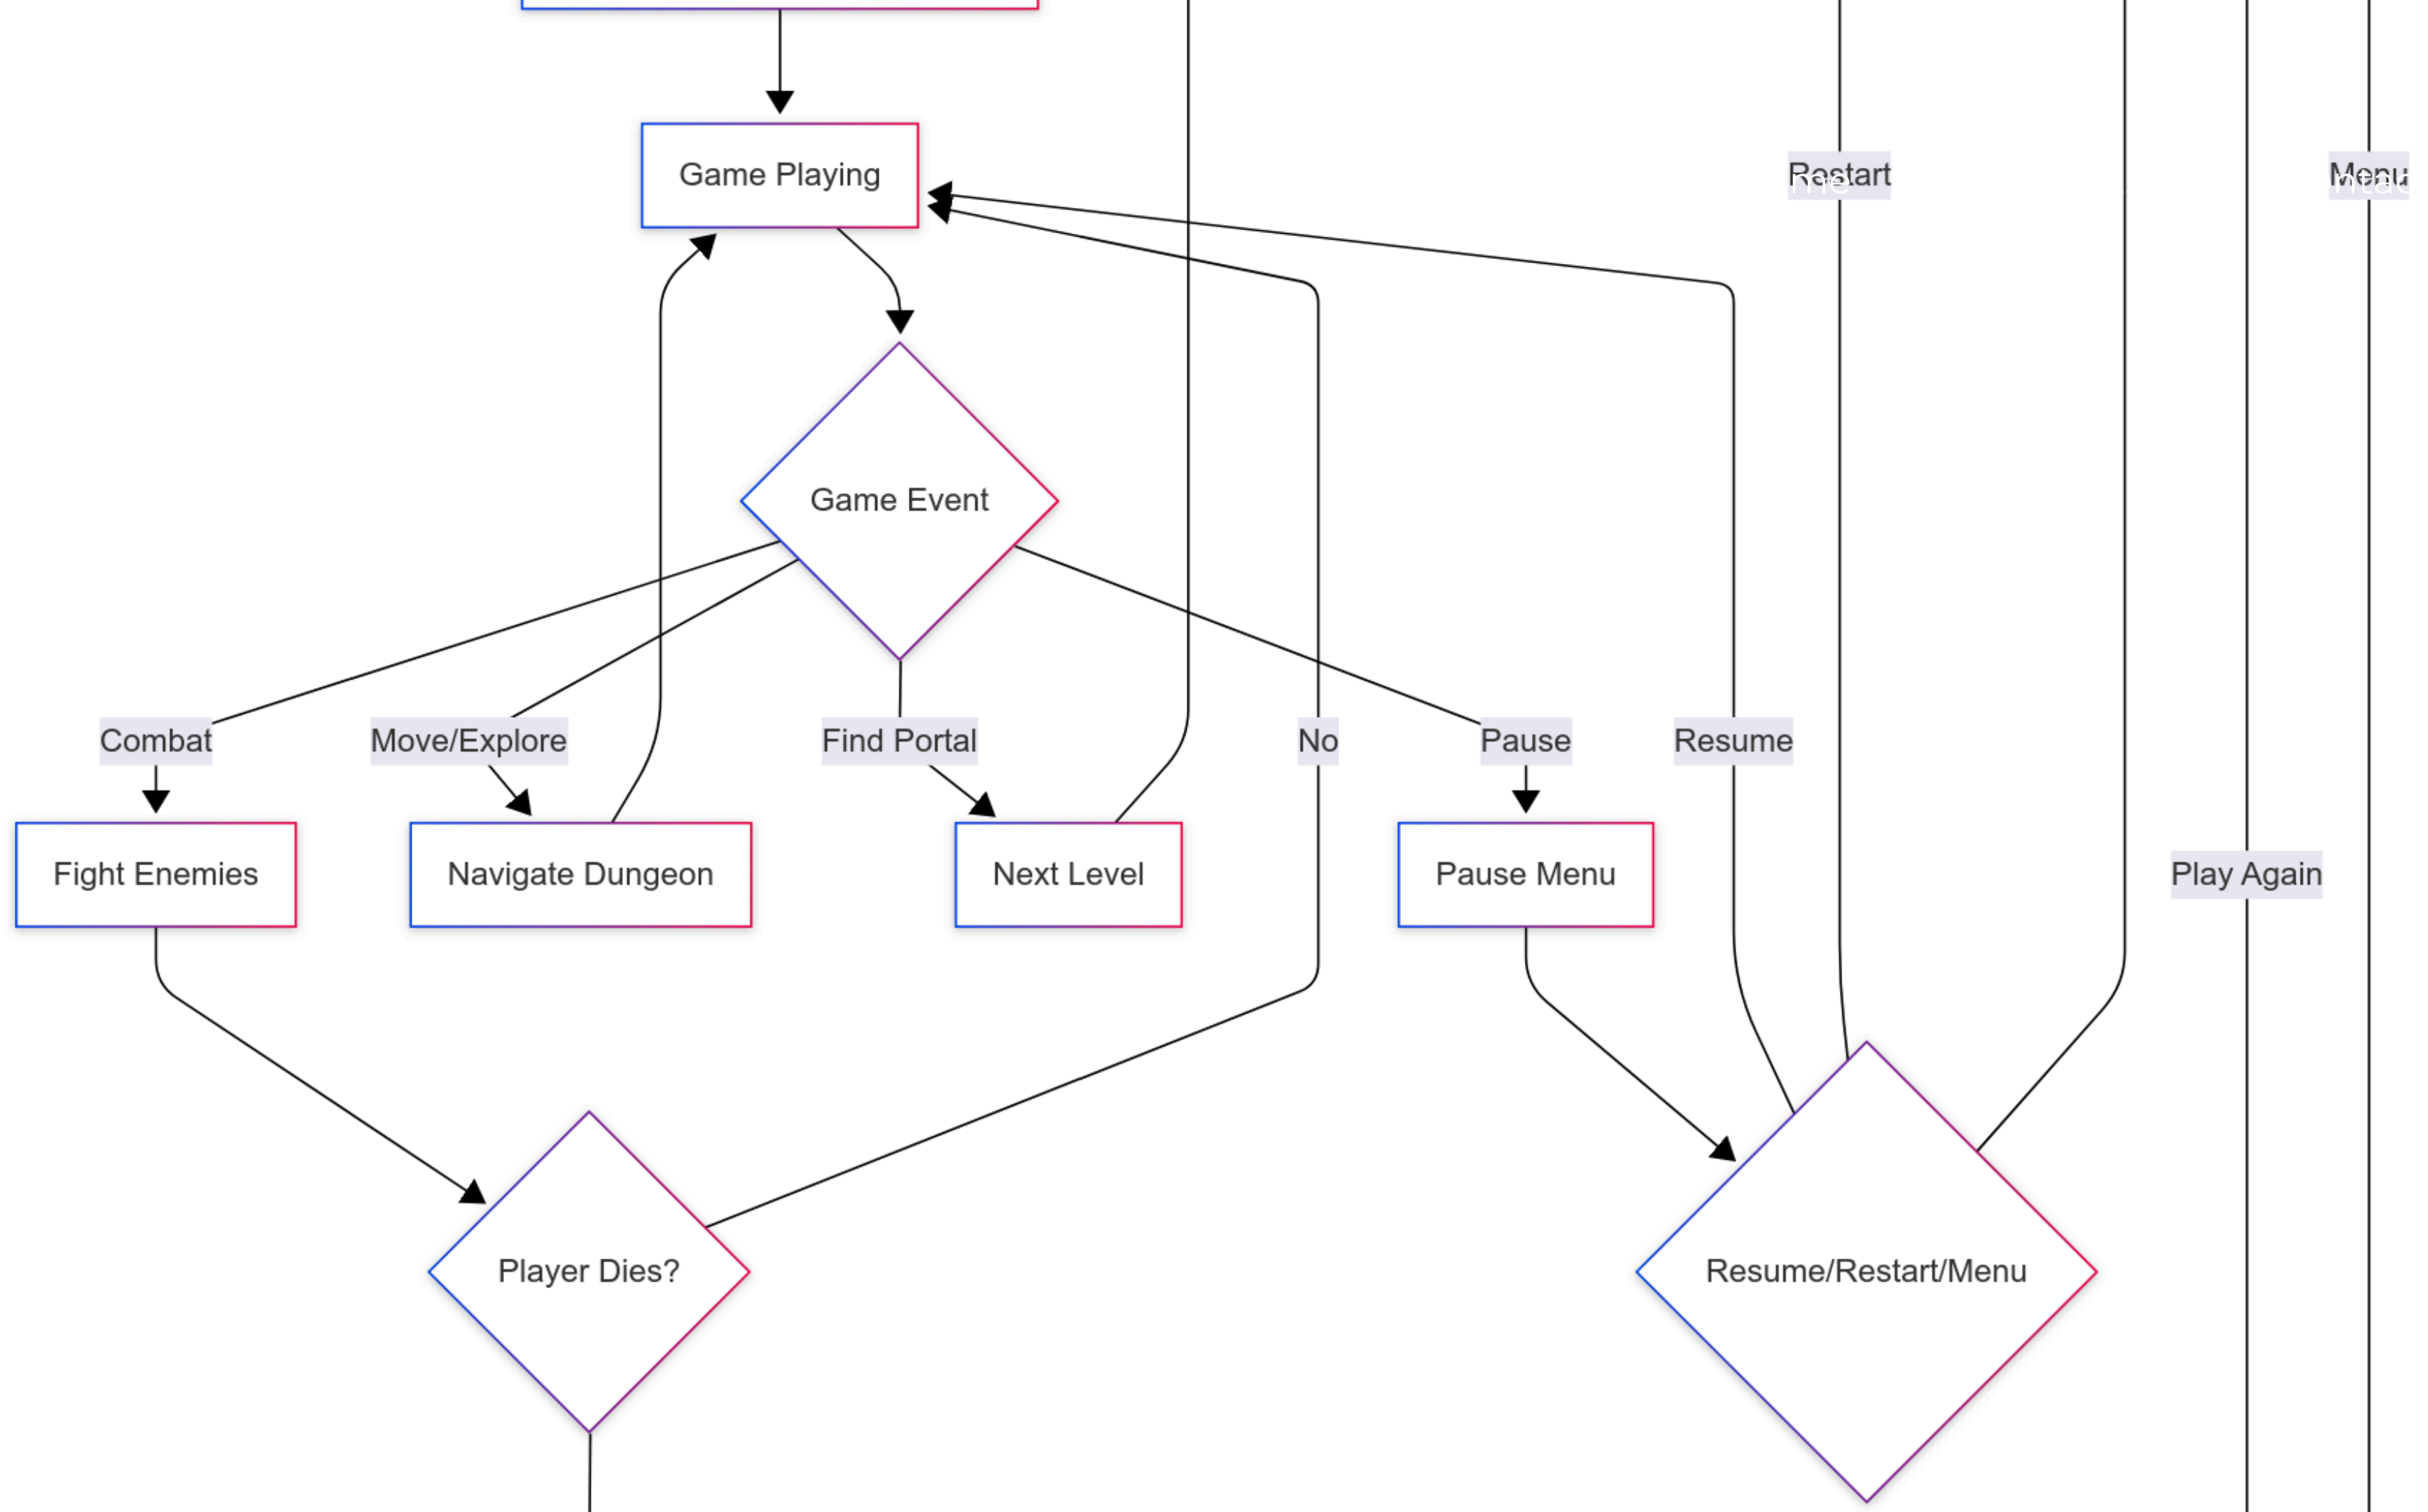 Game Playing
Restart
Menu
Game Event
Combat
Move/Explore
Find Portal
No
Pause
Resume
Fight Enemies
Navigate Dungeon
Next Level
Pause Menu
Play Again
Player Dies?
Resume/Restart/Menu